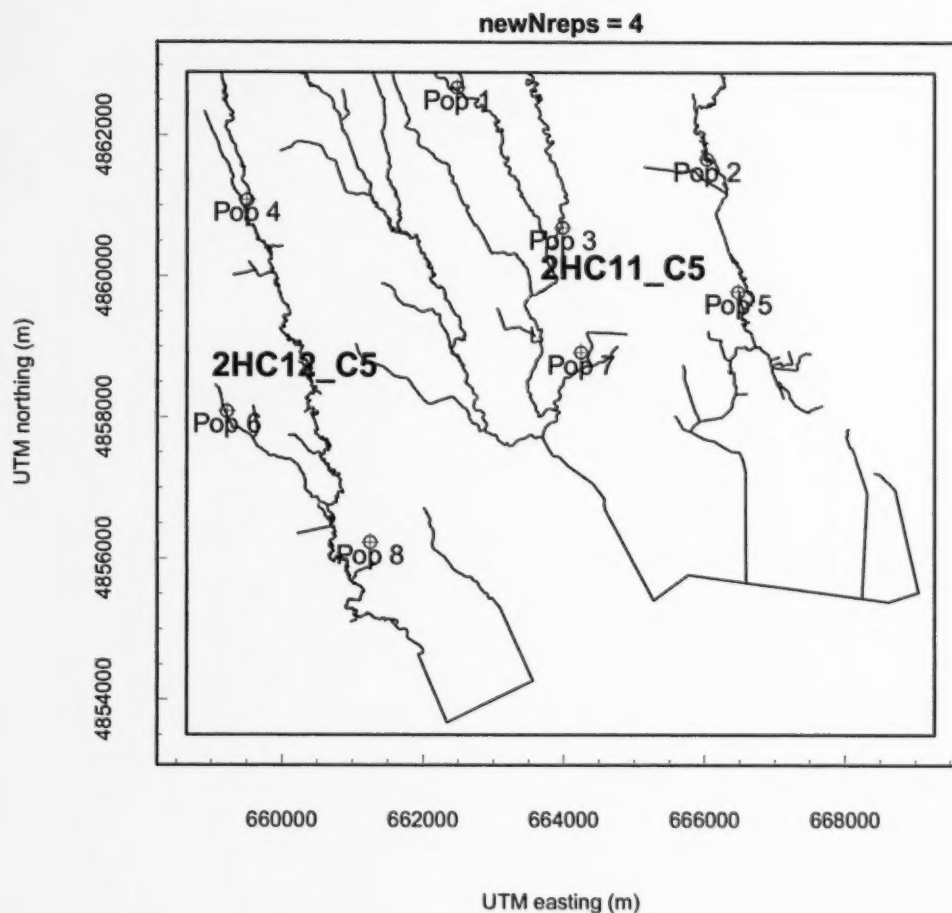 newNreps = 4
Pop 1
Pop 2
Pop 4
Pop 3
2HC11_C5
Pop 5
2HC12_C5
Pop 7
Pop 6
Pop 8
4862000
4860000
4858000
4856000
4854000
UTM northing (m)
660000 662000 664000 666000 668000
UTM easting (m)